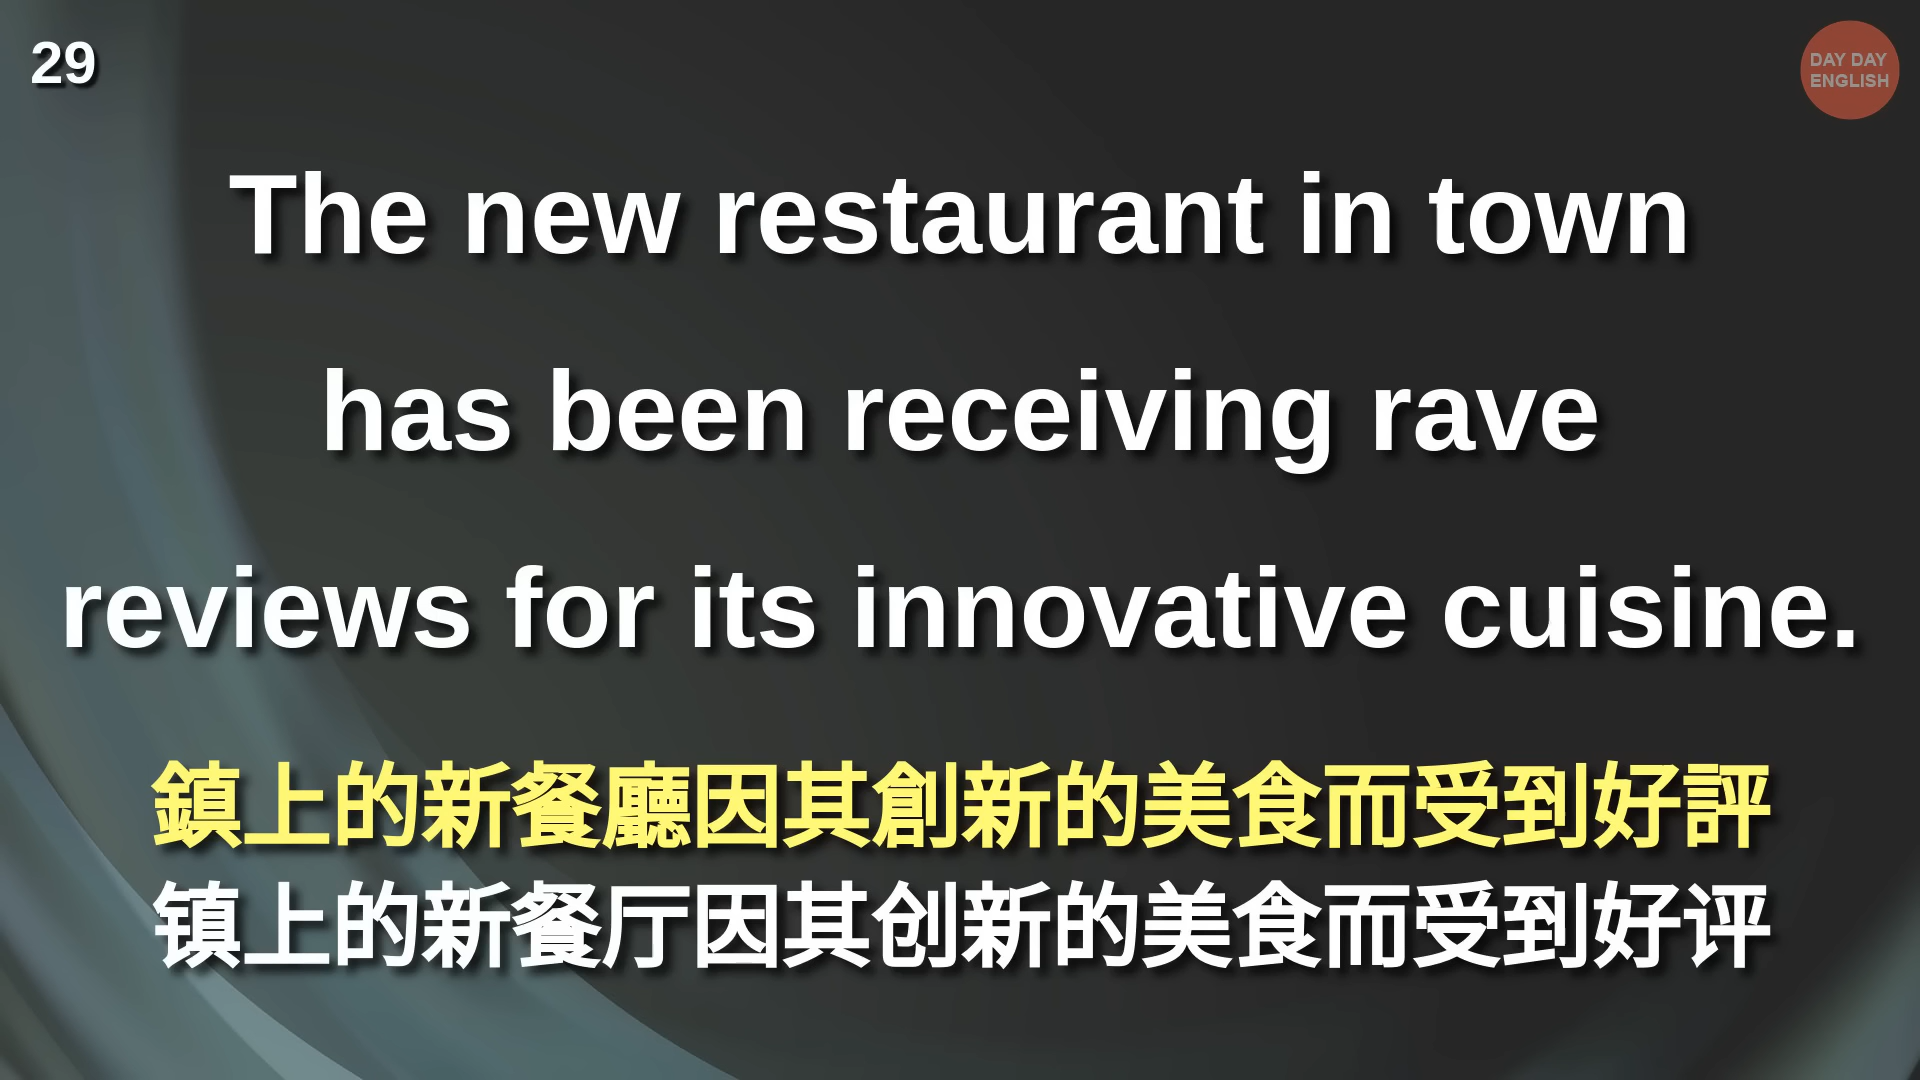 29
DAY DAY
ENGLISH
The new restaurant in town
has been receiving rave
reviews for its innovative cuisine.
鎮上的新餐廳因其創新的美食而受到好評
镇上的新餐厅因其创新的美食而受到好评